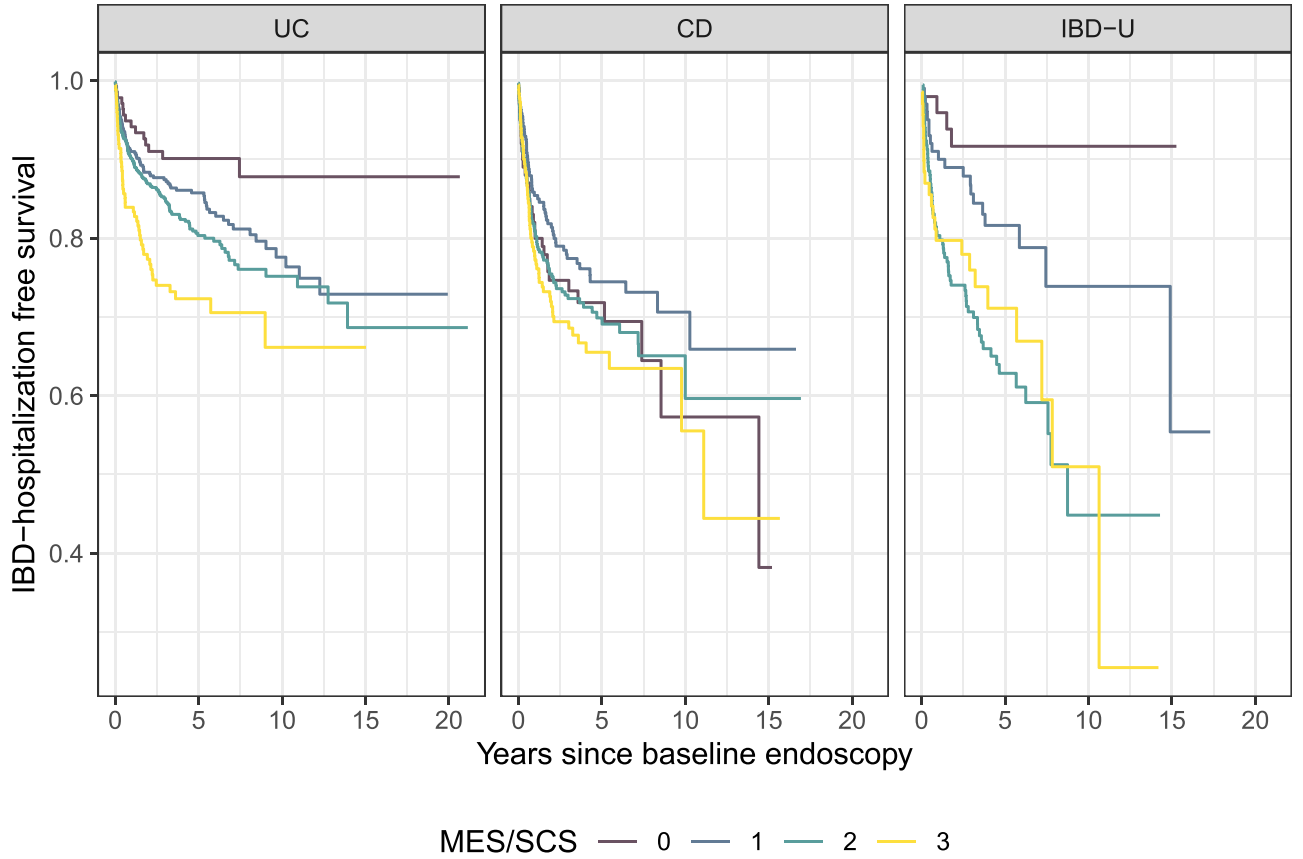 UC CD IBD−U
IBD−hospitalization free survival
1.0
0.8
0.6
0.4
0 5 10 15 20 0 5 10 15 20 0 5 10 15 20
Years since baseline endoscopy
MES/SCS 0 1 2 3